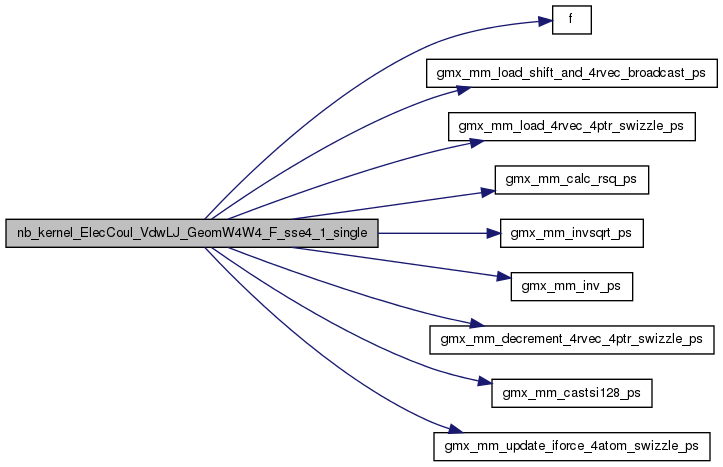 f
gmx_mm_load_shift_and_4rvec_broadcast_ps
gmx_mm_load_4rvec_4ptr_swizzle_ps
gmx_mm_calc_rsq_ps
nb_kernel_ElecCoul_VdwLJ_GeomW4W4_F_sse4_1_single
gmx_mm_invsqrt_ps
gmx_mm_inv_ps
gmx_mm_decrement_4rvec_4ptr_swizzle_ps
gmx_mm_castsi128_ps
gmx_mm_update_iforce_4atom_swizzle_ps